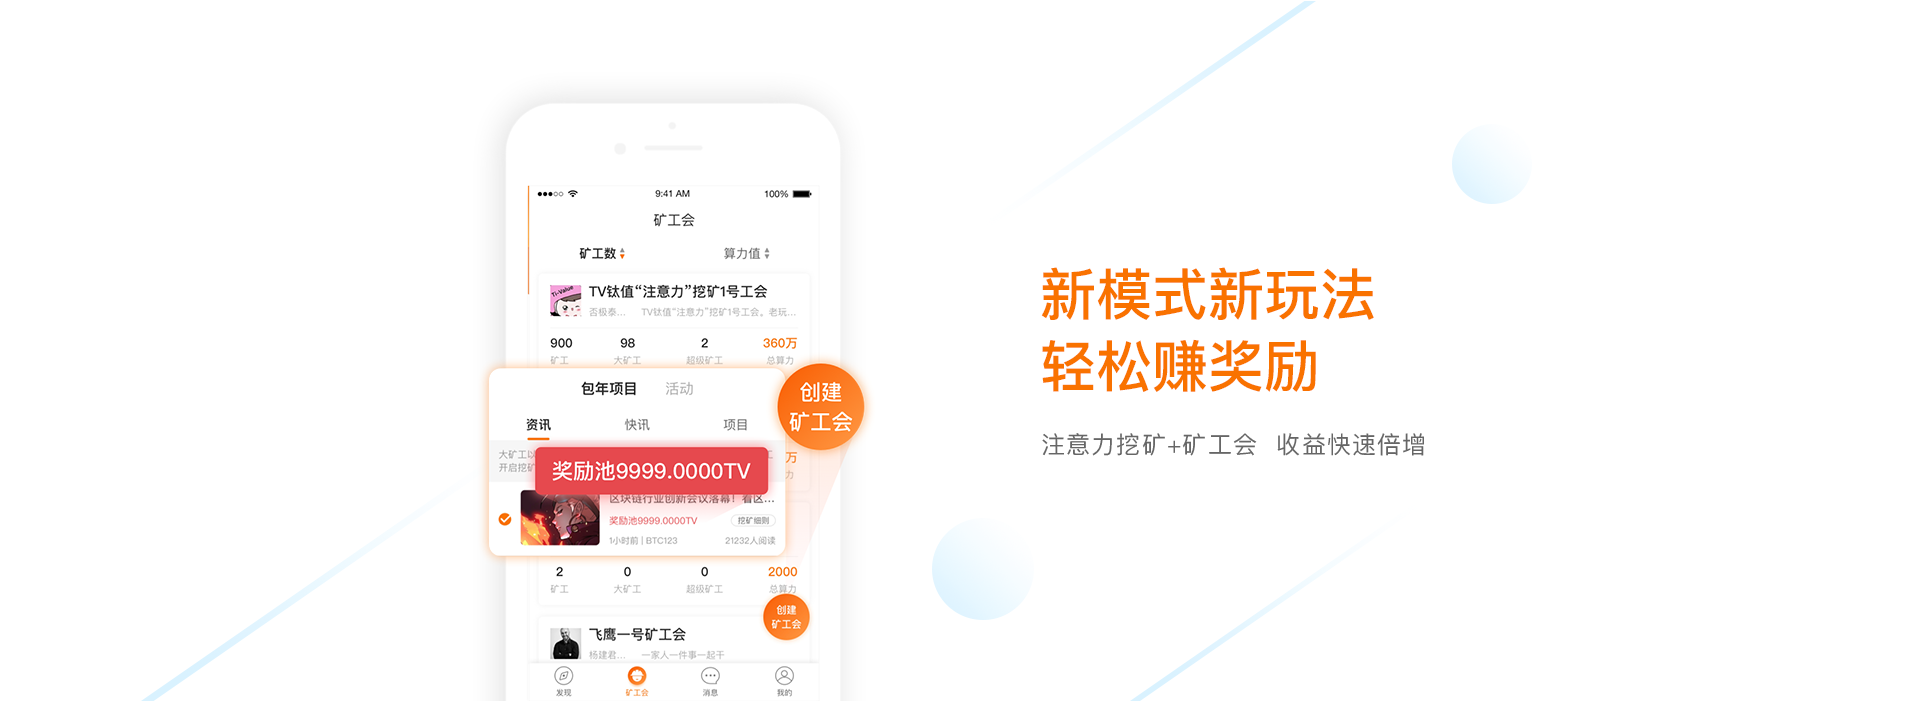 9:41 AM
100%
矿工会
矿工数
算力值
Ti-Value
TV钛值“注意力”挖矿1号工会
否极泰... TV钛值“注意力”挖矿1号工会。老玩...
900 98 2 360万
矿工 大矿工 超级矿工 总算力
包年项目 活动
创建
矿工会
资讯 快讯 项目
大矿工以
开启挖矿
万
力
奖励池9999.0000TV
区块链行业创新会议落幕！看区...
奖励池9999.0000TV 挖矿细则
1小时前 | BTC123 21232人阅读
2 0 0 2000
矿工 大矿工 超级矿工 总算力
创建
矿工会
飞鹰一号矿工会
杨建君... 一家人一件事一起干
发现 矿工会 消息 我的
新模式新玩法
轻松赚奖励
注意力挖矿+矿工会 收益快速倍增